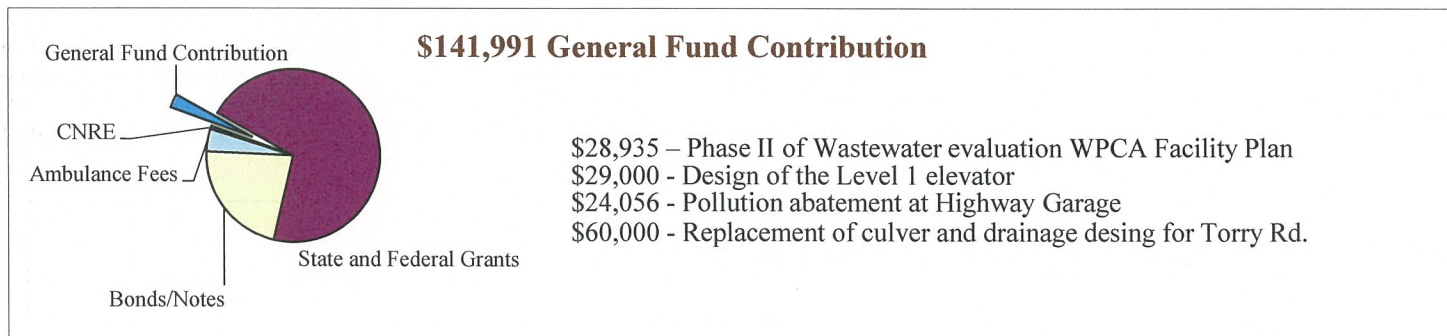 $141,991 General Fund Contribution
General Fund Contribution
CNRE
Ambulance Fees
Bonds/Notes
State and Federal Grants
$28,935 – Phase II of Wastewater evaluation WPCA Facility Plan
$29,000 - Design of the Level 1 elevator
$24,056 - Pollution abatement at Highway Garage
$60,000 - Replacement of culver and drainage desing for Torry Rd.